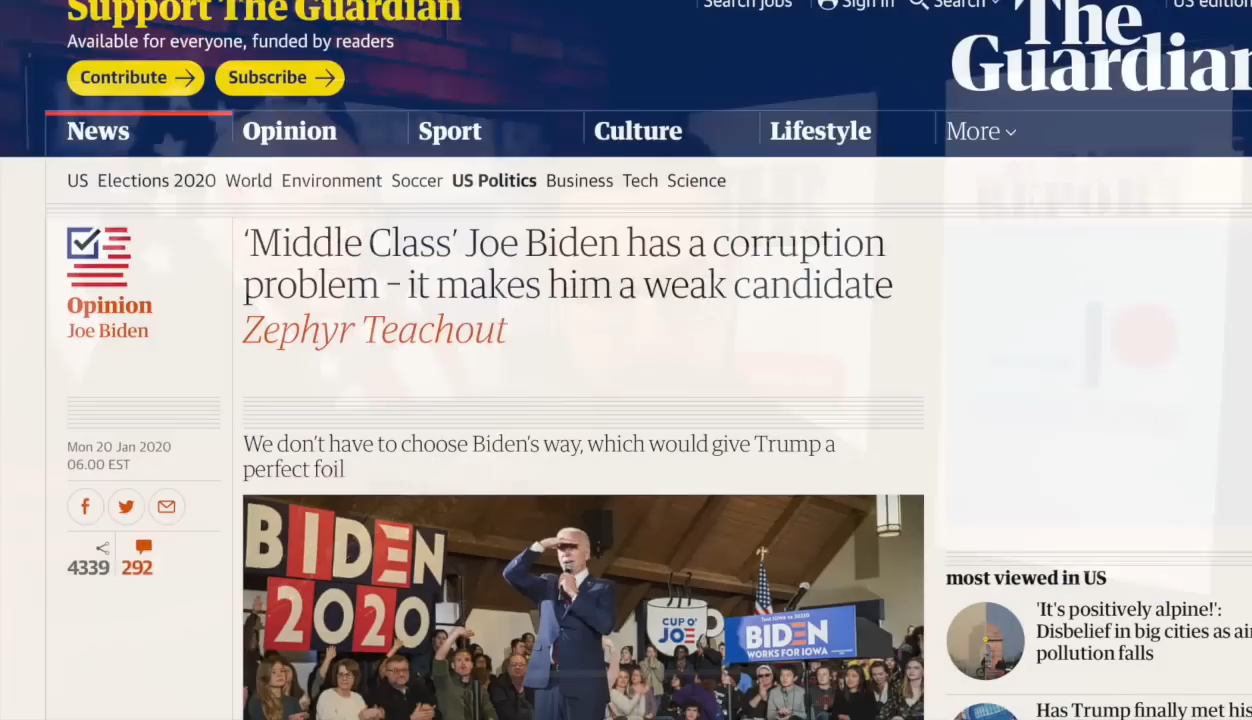 Support The Guardian
Available for everyone, funded by readers
Contribute → Subscribe →
Search jobs Sign in Search US edition
The
Guardian
News Opinion Sport Culture Lifestyle More
US Elections 2020 World Environment Soccer US Politics Business Tech Science
Opinion
Joe Biden
‘Middle Class’ Joe Biden has a corruption
problem – it makes him a weak candidate
Zephyr Teachout
Mon 20 Jan 2020
06.00 EST
4339 292
We don’t have to choose Biden’s way, which would give Trump a
perfect foil
BIDEN
2020
CUP O'
JOE
BIDEN
WORKS FOR IOWA
REPORT
most viewed in US
'It's positively alpine!':
Disbelief in big cities as air
pollution falls
Has Trump finally met his